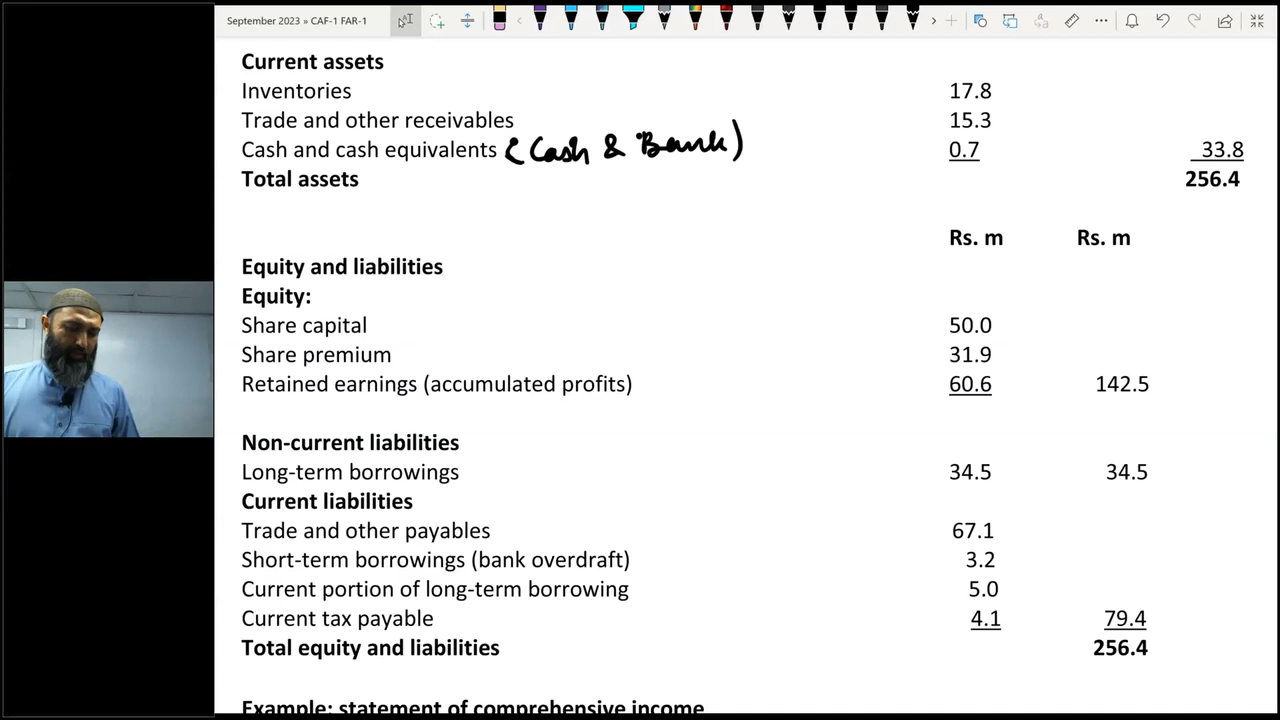 September 2023 » CAF-1 FAR-1
Current assets
Inventories 17.8
Trade and other receivables 15.3
Cash and cash equivalents (Cash & Bank) 0.7 33.8
Total assets 256.4
Rs. m Rs. m
Equity and liabilities
Equity:
Share capital 50.0
Share premium 31.9
Retained earnings (accumulated profits) 60.6 142.5
Non-current liabilities
Long-term borrowings 34.5 34.5
Current liabilities
Trade and other payables 67.1
Short-term borrowings (bank overdraft) 3.2
Current portion of long-term borrowing 5.0
Current tax payable 4.1 79.4
Total equity and liabilities 256.4
Example: statement of comprehensive income